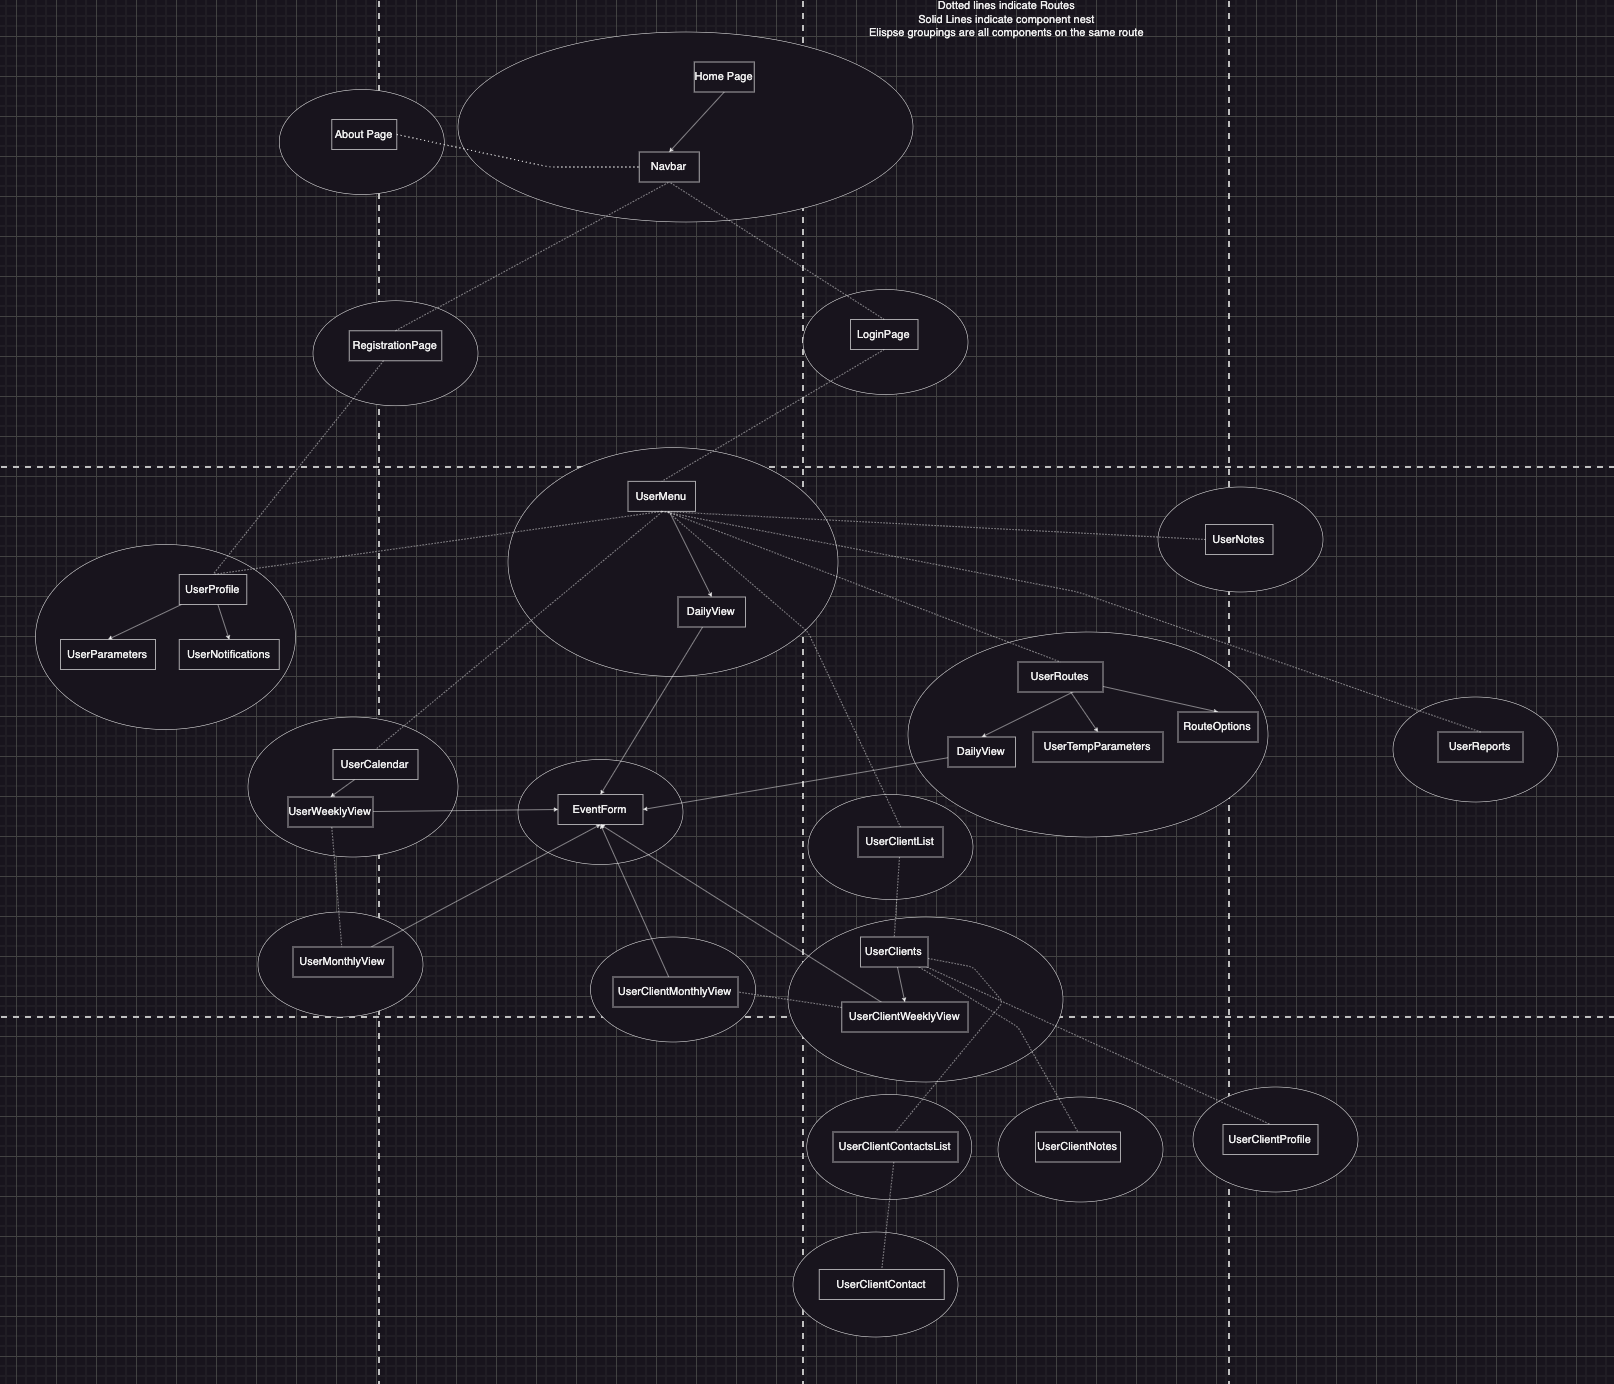 Dotted lines indicate Routes
Solid Lines indicate component nest
Elispse groupings are all components on the same route
Home Page
About Page
Navbar
RegistrationPage
LoginPage
UserMenu
UserNotes
UserProfile
DailyView
UserParameters
UserNotifications
UserRoutes
RouteOptions
DailyView
UserTempParameters
UserReports
UserCalendar
UserWeeklyView
EventForm
UserClientList
UserClients
UserMonthlyView
UserClientMonthlyView
UserClientWeeklyView
UserClientContactsList
UserClientNotes
UserClientProfile
UserClientContact